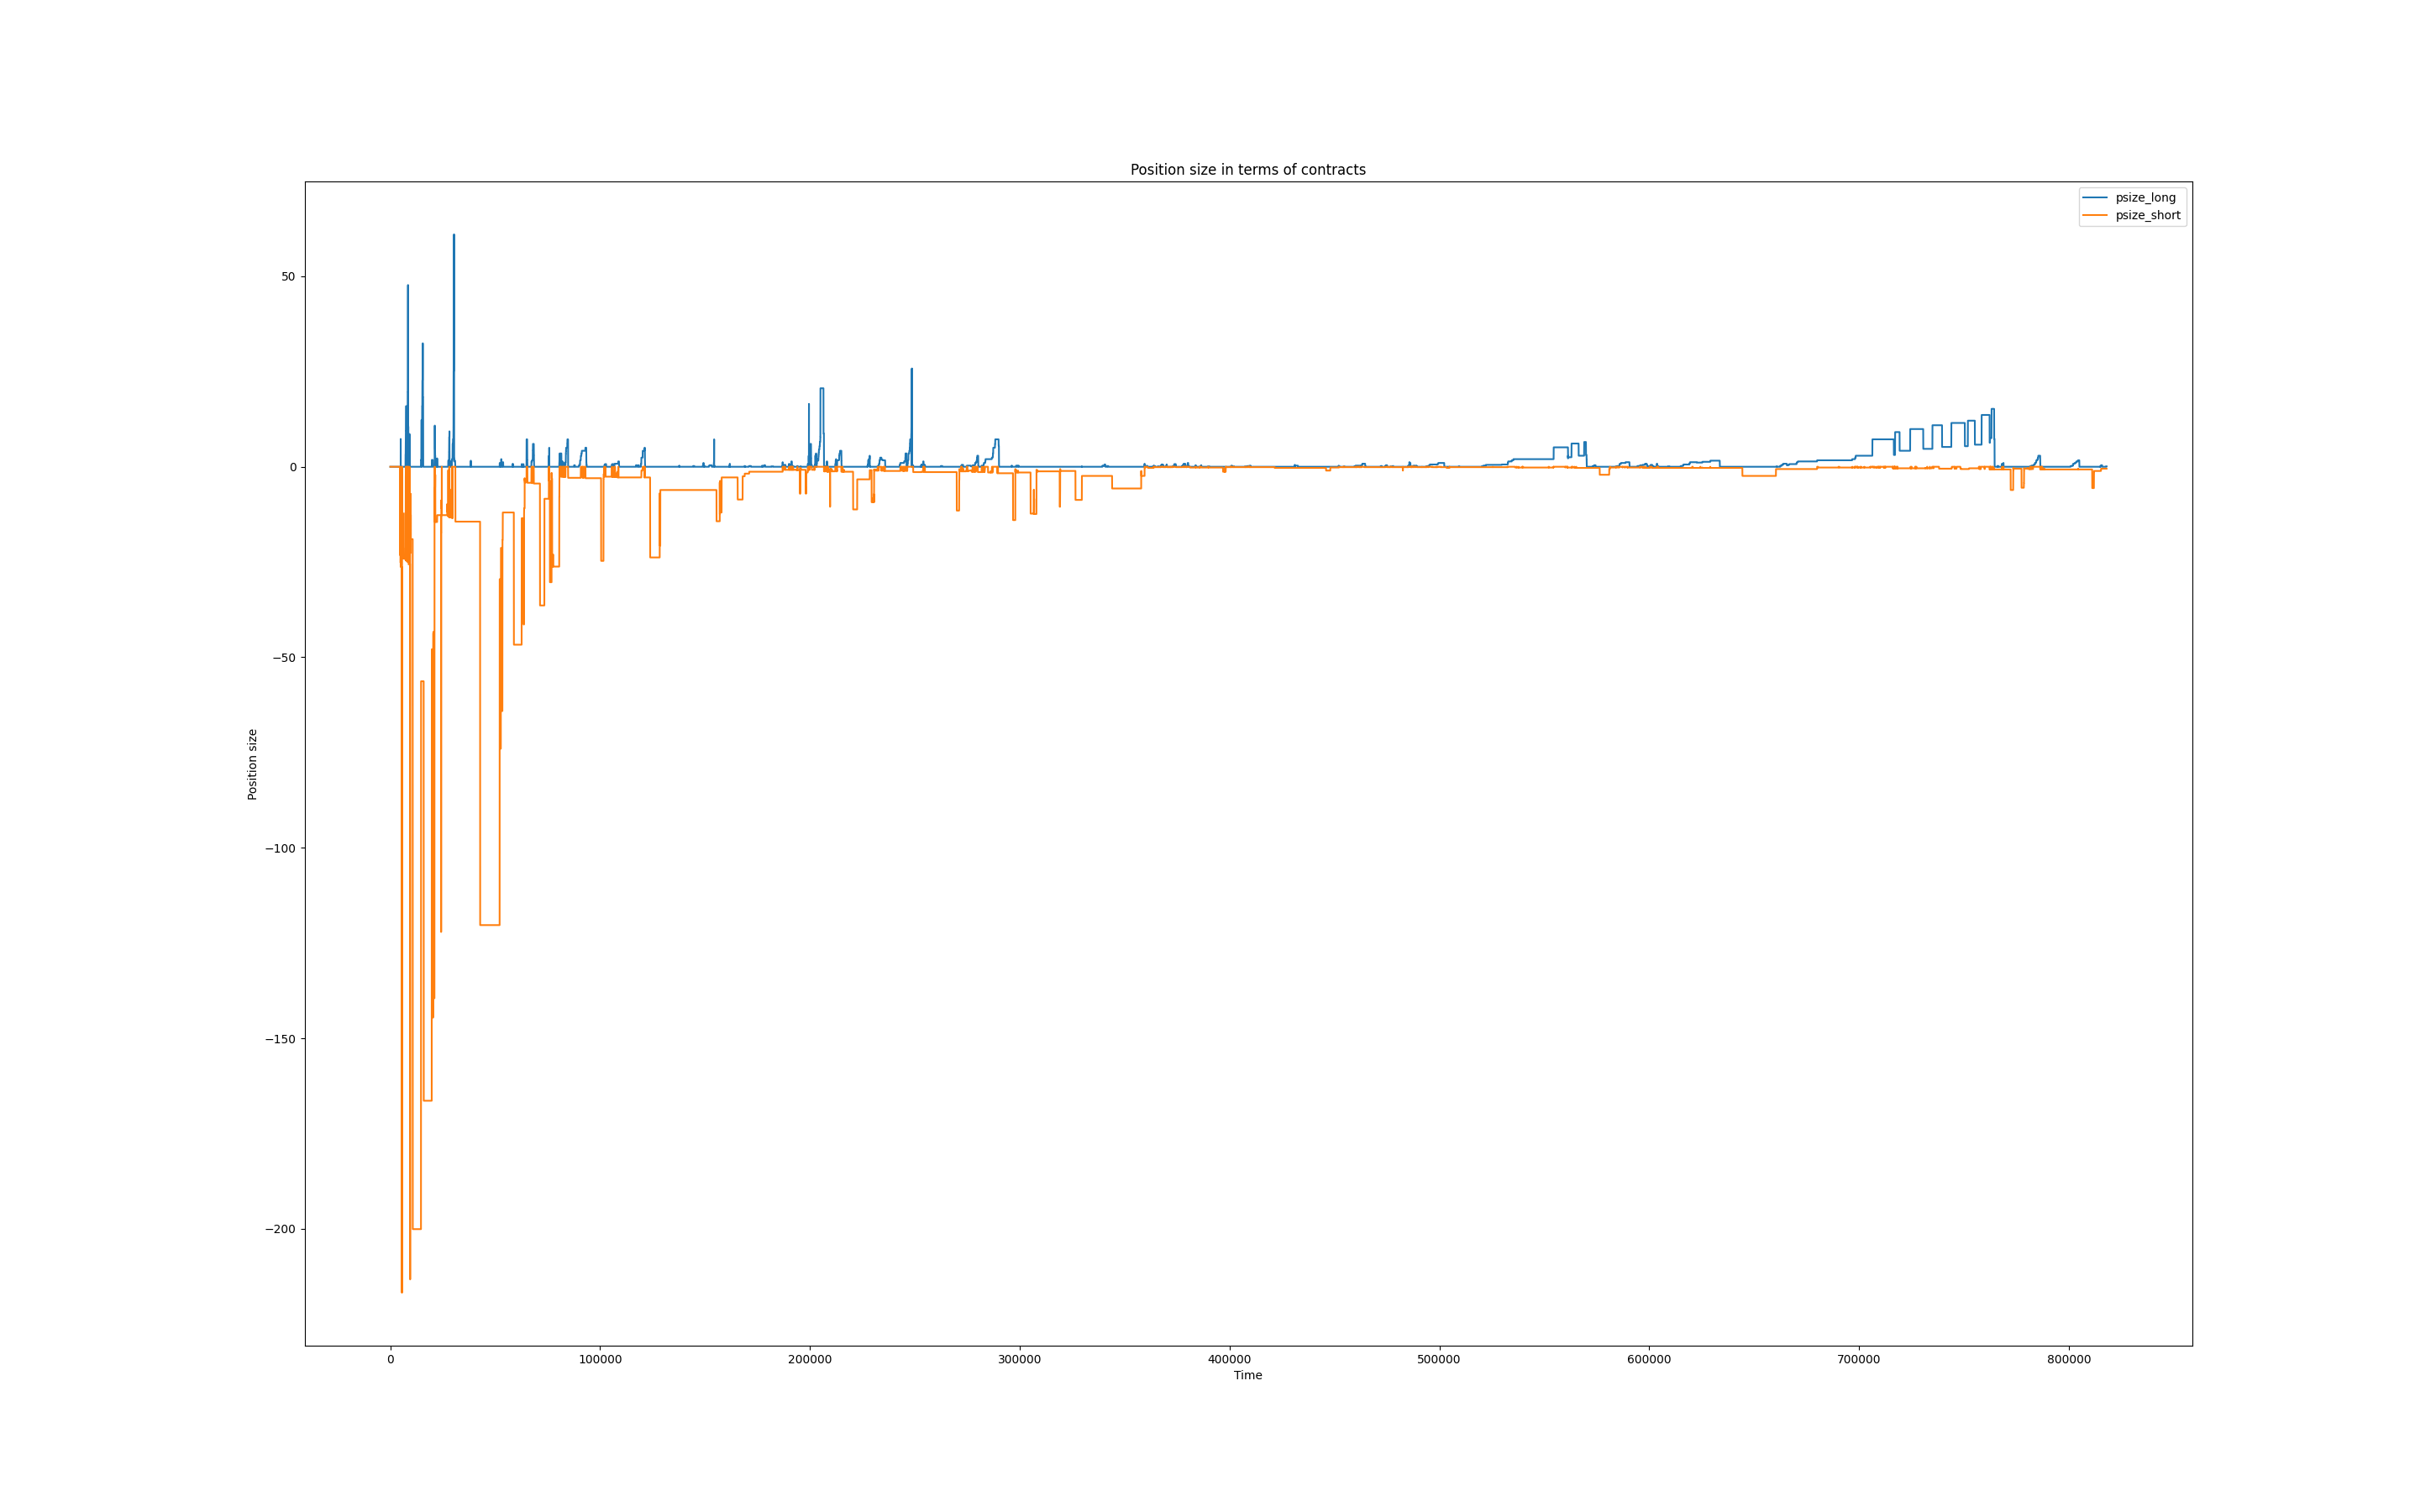 Position size in terms of contracts
psize_long
psize_short
50
0
−50
−100
−150
−200
Position size
0 100000 200000 300000 400000 500000 600000 700000 800000
Time